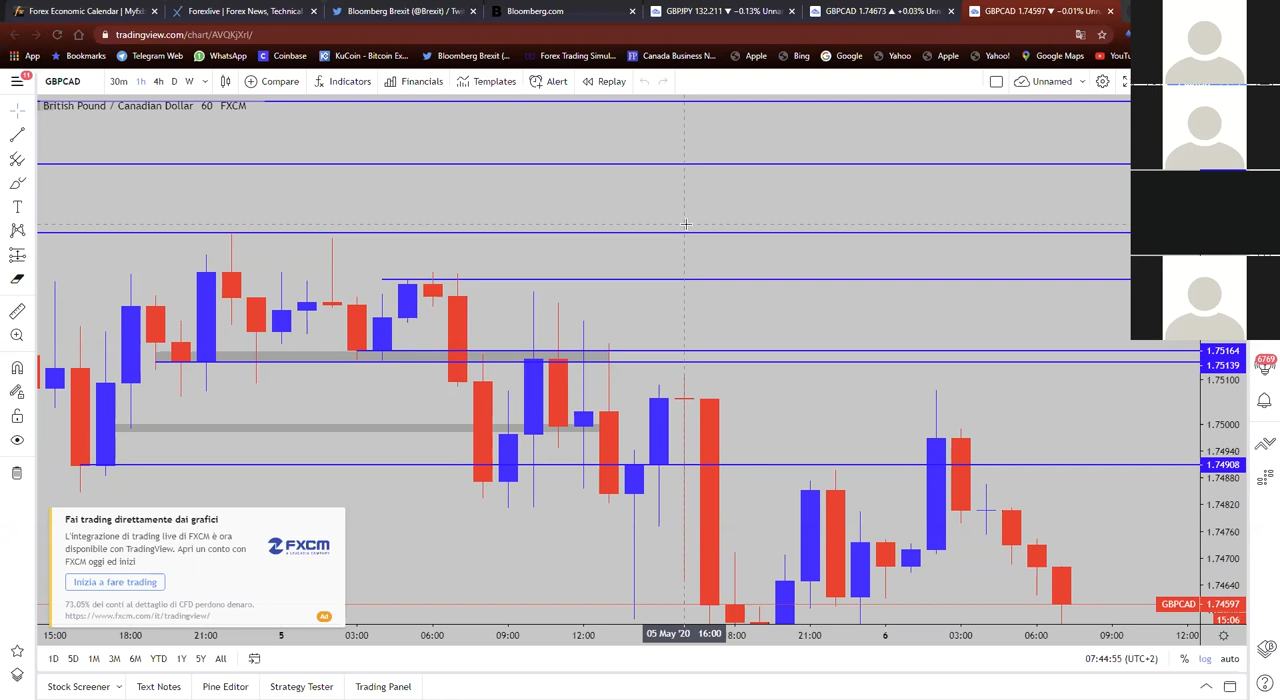 Forex Economic Calendar | Myfxb
Forexlive | Forex News, Technical
Bloomberg Brexit (@Brexit) / Twit
Bloomberg.com
GBPJPY 132.211 ▼ −0.13% Unnam
GBPCAD 1.74673 ▲ +0.03% Unna
GBPCAD 1.74597 ▼ −0.01% Unn
tradingview.com/chart/AVQKjXrl/
App
Bookmarks
Telegram Web
WhatsApp
Coinbase
KuCoin - Bitcoin Ex...
Bloomberg Brexit (...
Forex Trading Simul...
Canada Business N...
Apple
Bing
Google
Yahoo
Apple
Yahoo!
Google Maps
YouTu
11
GBPCAD
30m
1h
4h
D
W
Compare
Indicators
Financials
Templates
Alert
Replay
Unnamed
British Pound / Canadian Dollar 60 FXCM
1.75164
1.75139
1.75100
1.75000
1.74940
1.74908
1.74880
1.74820
1.74760
1.74700
1.74640
GBPCAD
1.74597
15:06
6769
Fai trading direttamente dai grafici
L'integrazione di trading live di FXCM è ora
disponibile con TradingView. Apri un conto con
FXCM oggi ed inizi
FXCM
Inizia a fare trading
73.05% dei conti al dettaglio di CFD perdono denaro.
https://www.fxcm.com/it/tradingview/
Ad
15:00
18:00
21:00
5
03:00
06:00
09:00
12:00
05 May '20 16:00
8:00
21:00
6
03:00
06:00
09:00
12:00
1D
5D
1M
3M
6M
YTD
1Y
5Y
All
07:44:55 (UTC+2)
%
log
auto
Stock Screener
Text Notes
Pine Editor
Strategy Tester
Trading Panel